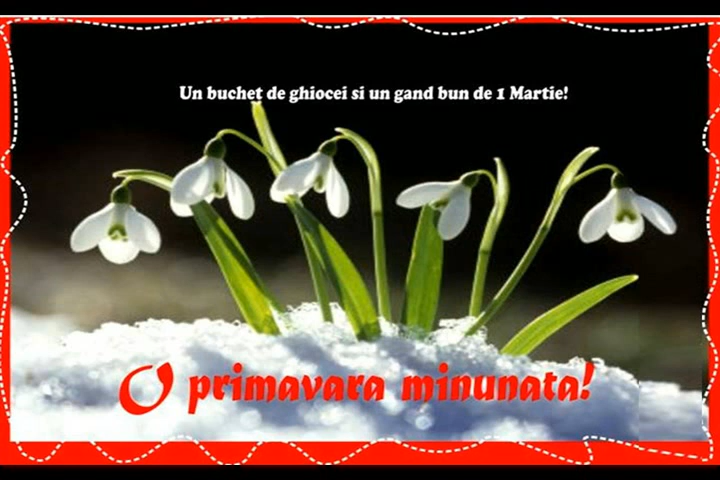 Un buchet de ghiocei si un gand bun de 1 Martie!
O primavara minunata!